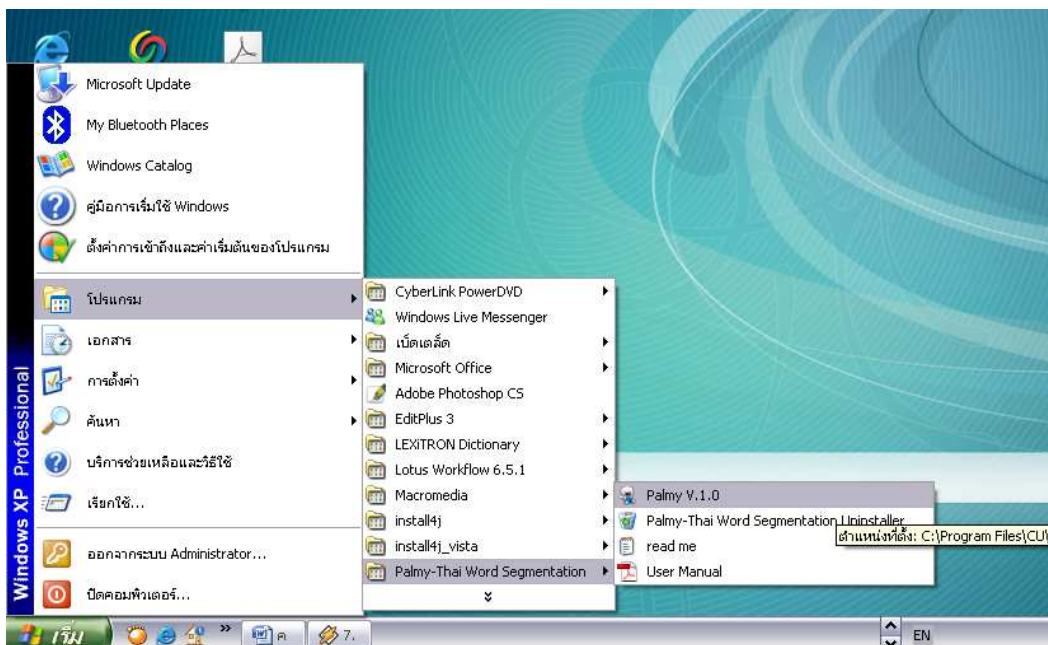 Microsoft Update
My Bluetooth Places
Windows Catalog
คู่มือการเริ่มใช้ Windows
ตั้งค่าการเข้าถึงและค่าเริ่มต้นของโปรแกรม
โปรแกรม
เอกสาร
การตั้งค่า
ค้นหา
บริการช่วยเหลือและวิธีใช้
เรียกใช้...
ออกจากระบบ Administrator...
ปิดคอมพิวเตอร์...
Windows XP Professional
CyberLink PowerDVD
Windows Live Messenger
เบ็ดเตล็ด
Microsoft Office
Adobe Photoshop CS
EditPlus 3
LEXiTRON Dictionary
Lotus Workflow 6.5.1
Macromedia
install4j
install4j_vista
Palmy-Thai Word Segmentation
Palmy V.1.0
Palmy-Thai Word Segmentation Uninstaller
read me
User Manual
ตำแหน่งที่ตั้ง: C:\Program Files\CU\
เริ่ม
ค
7.
EN